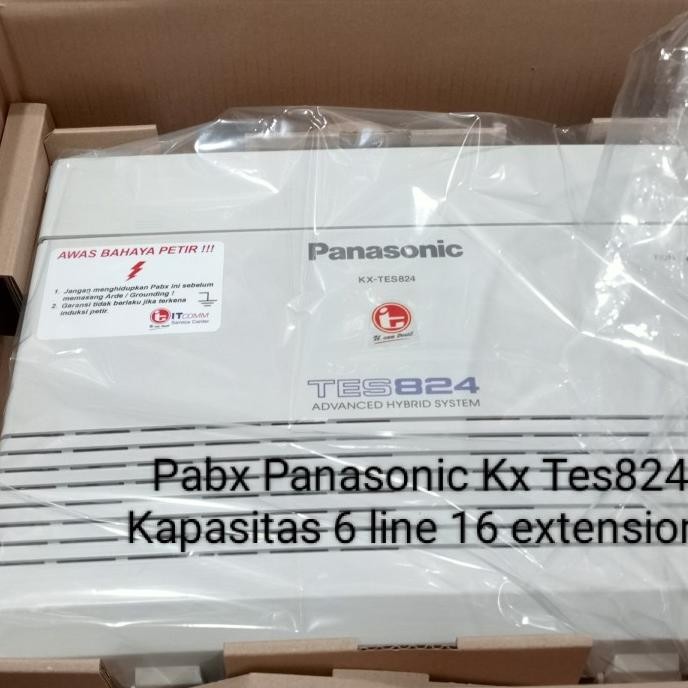 AWAS BAHAYA PETIR !!!
1. Jangan menghidupkan Pabx ini sebelum
memasang Arde / Grounding !
2. Garansi tidak berlaku jika terkena
induksi petir.
ITCOMM
Service Center
Panasonic
KX-TES824
U can trust
TES824
ADVANCED HYBRID SYSTEM
Pabx Panasonic Kx Tes824
Kapasitas 6 line 16 extension